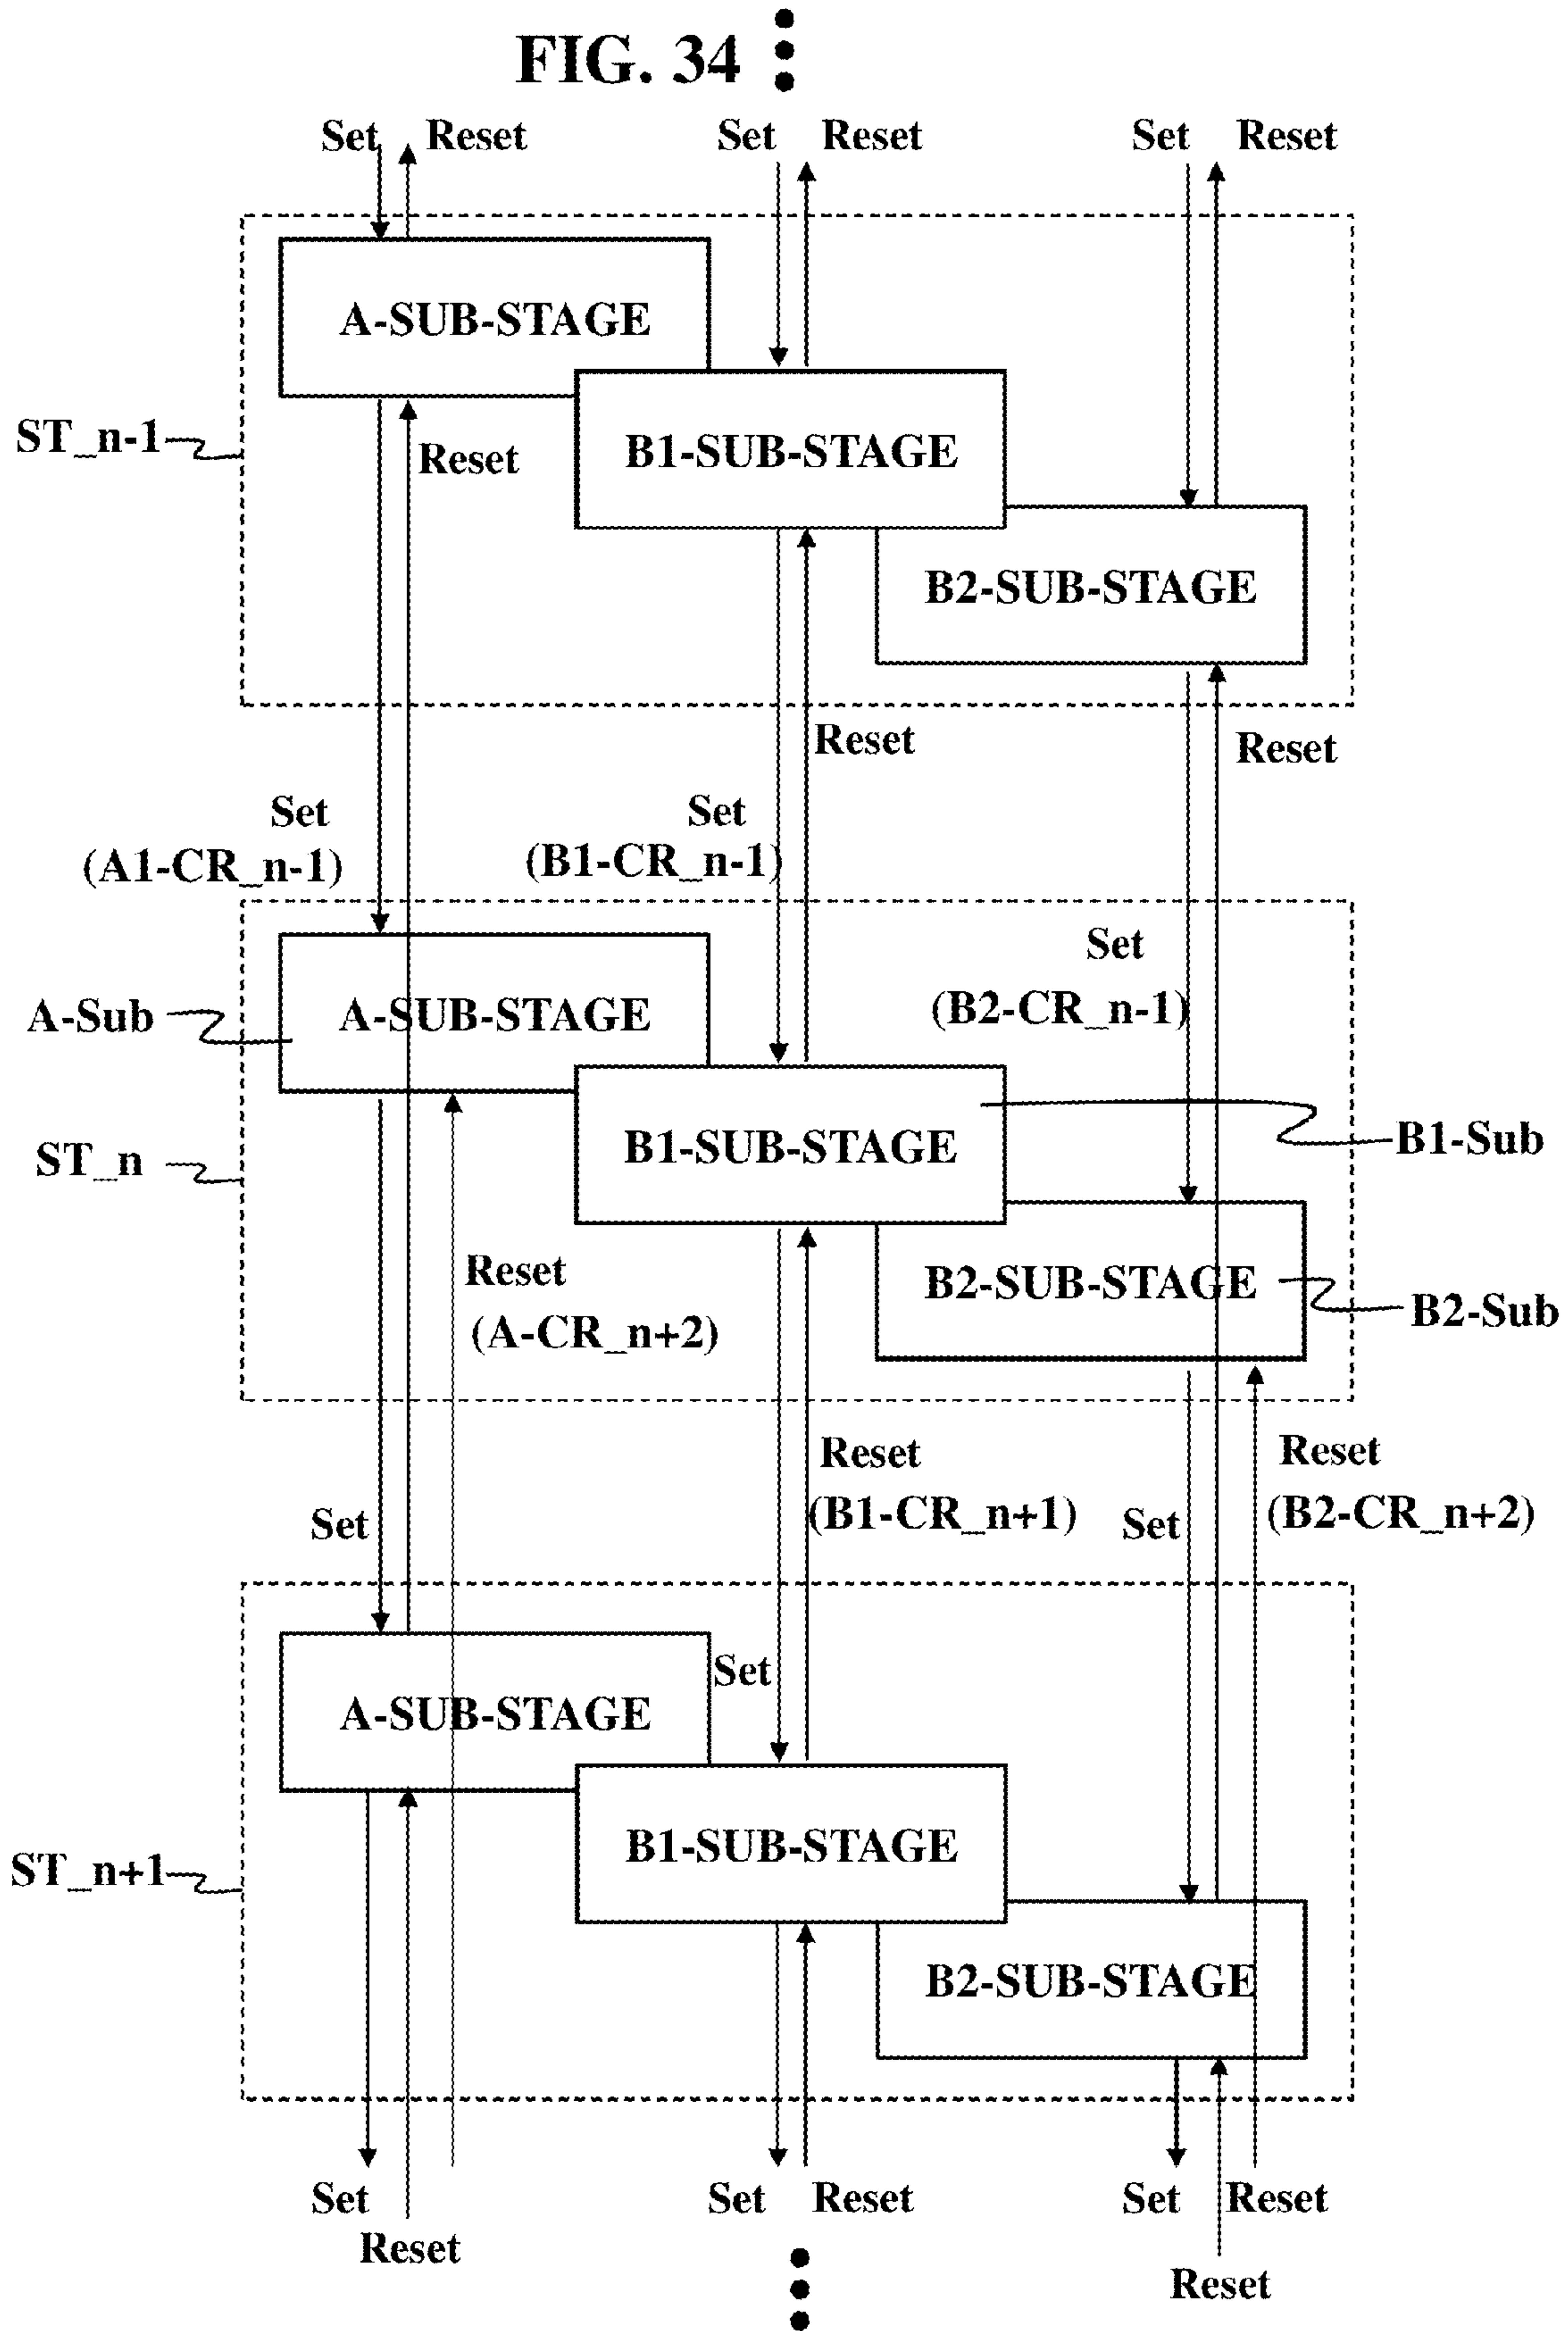 FIG. 34
Set Reset Set Reset Set Reset
A-SUB-STAGE
ST_n-1
Reset
B1-SUB-STAGE
B2-SUB-STAGE
Reset
Reset
Set
(A1-CR_n-1)
Set
(B1-CR_n-1)
Set
(B2-CR_n-1)
A-Sub
A-SUB-STAGE
ST_n
B1-SUB-STAGE
B1-Sub
Reset
(A-CR_n+2)
B2-SUB-STAGE
B2-Sub
Set
Reset
(B1-CR_n+1)
Set
Reset
(B2-CR_n+2)
Set
A-SUB-STAGE
ST_n+1
B1-SUB-STAGE
B2-SUB-STAGE
Set
Reset
Set Reset
Set Reset
Reset